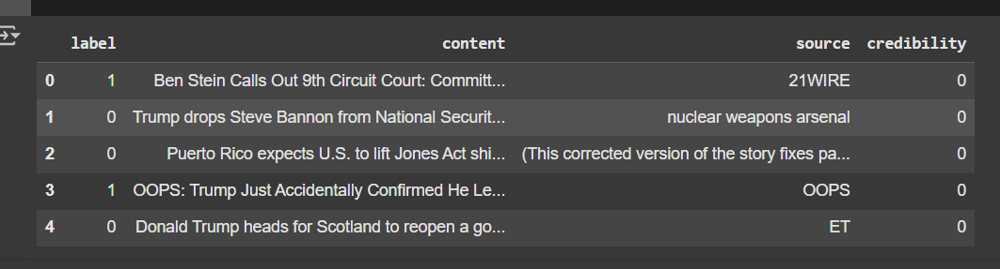 label content source credibility
0 1 Ben Stein Calls Out 9th Circuit Court: Committ... 21WIRE 0
1 0 Trump drops Steve Bannon from National Securit... nuclear weapons arsenal 0
2 0 Puerto Rico expects U.S. to lift Jones Act shi... (This corrected version of the story fixes pa... 0
3 1 OOPS: Trump Just Accidentally Confirmed He Le... OOPS 0
4 0 Donald Trump heads for Scotland to reopen a go... ET 0